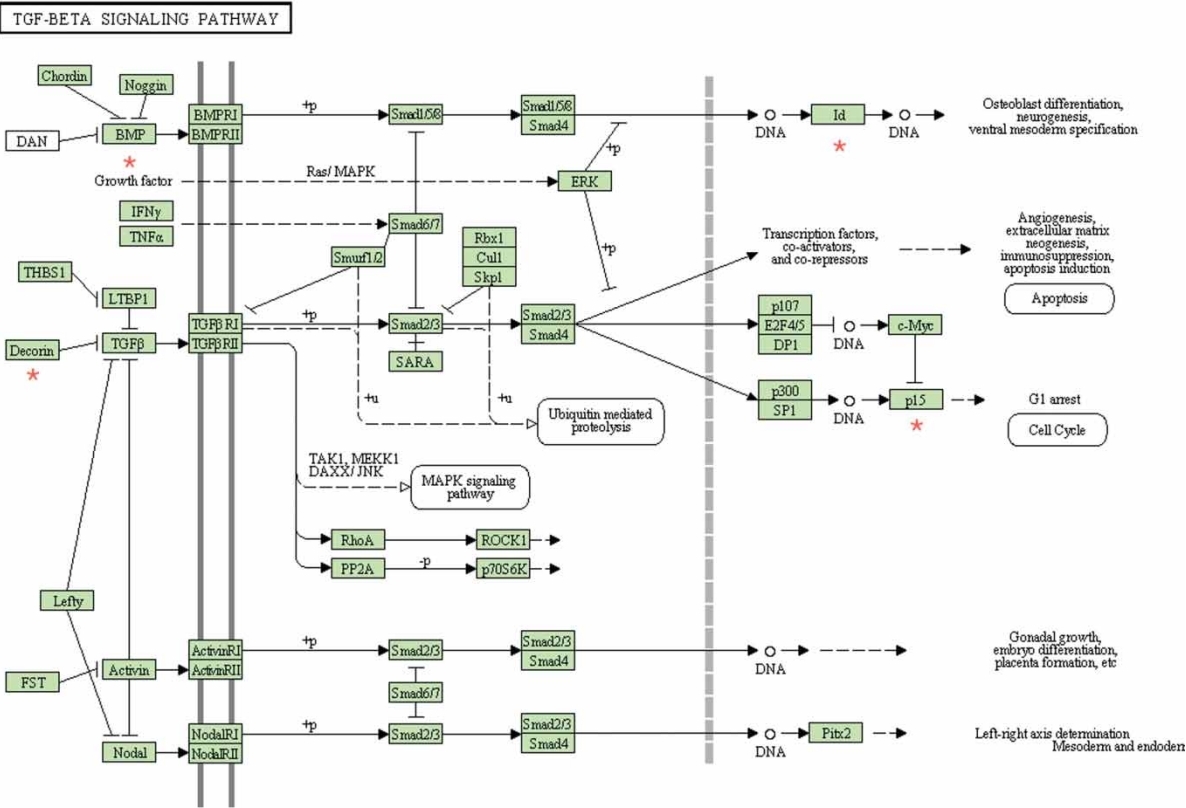 TGF-BETA SIGNALING PATHWAY
Chordin
Noggin
DAN
BMP
*
BMPRI
BMPRII
+p
Smad1/5/8
Smad1/5/8
Smad4
DNA
Id
*
DNA
Osteoblast differentiation,
neurogenesis,
ventral mesoderm specification
Growth factor
Ras/ MAPK
ERK
+p
+p
IFNγ
TNFα
Smad6/7
Rbx1
Cul1
Skp1
Smurf1/2
Transcription factors,
co-activators,
and co-repressors
Angiogenesis,
extracellular matrix
neogenesis,
immunosuppression,
apoptosis induction
Apoptosis
THBS1
LTBP1
Decorin
*
TGFβ
TGFβRI
TGFβRII
+p
Smad2/3
SARA
Smad2/3
Smad4
p107
E2F4/5
DP1
DNA
c-Myc
p300
SP1
DNA
p15
*
G1 arrest
Cell Cycle
+u
+u
Ubiquitin mediated
proteolysis
TAK1, MEKK1
DAXX/ JNK
MAPK signaling
pathway
RhoA
ROCK1
PP2A
-p
p70S6K
Lefty
FST
Activin
ActivinRI
ActivinRII
+p
Smad2/3
Smad2/3
Smad4
DNA
Gonadal growth,
embryo differentiation,
placenta formation, etc
Smad6/7
Nodal
NodalRI
NodalRII
+p
Smad2/3
Smad2/3
Smad4
DNA
Pitx2
Left-right axis determination
Mesoderm and endoderm